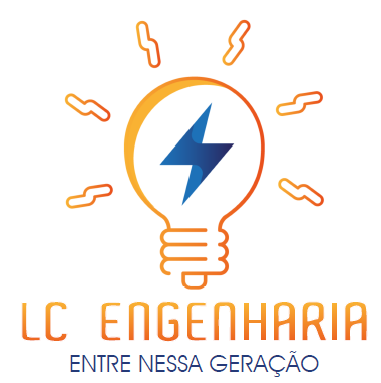 LC ENGENHARIA
ENTRE NESSA GERAÇÃO